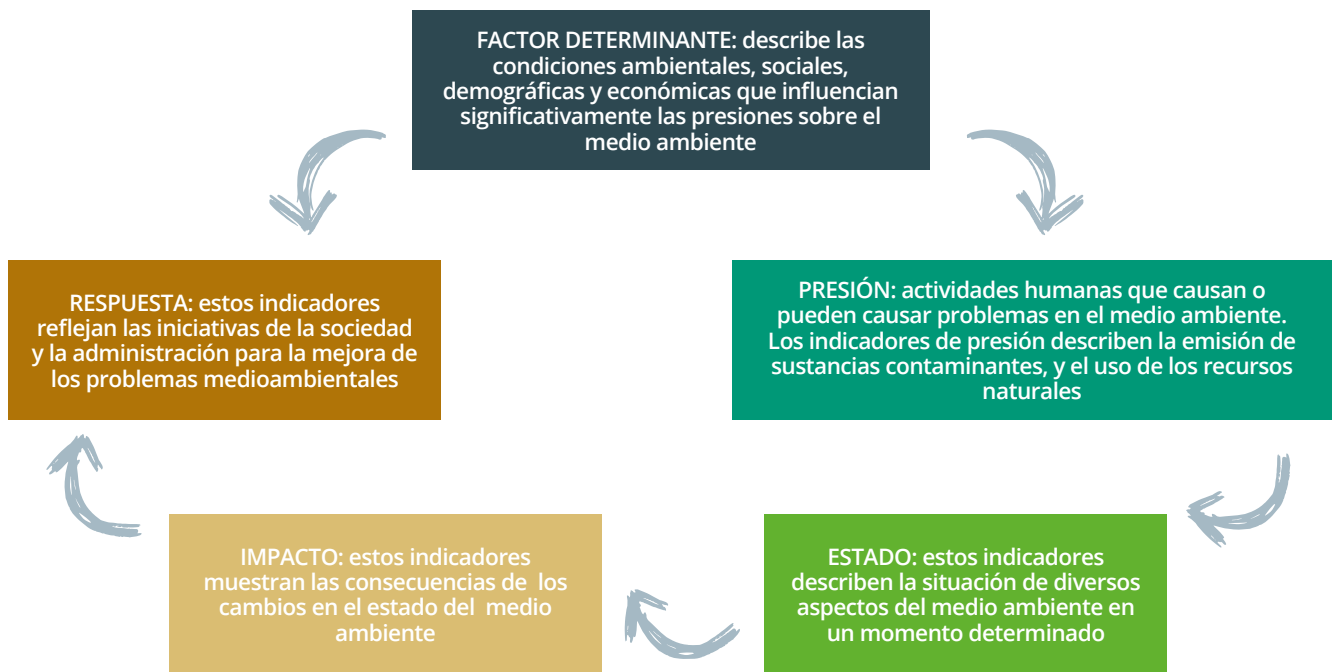 FACTOR DETERMINANTE: describe las
condiciones ambientales, sociales,
demográficas y económicas que influencian
significativamente las presiones sobre el
medio ambiente
RESPUESTA: estos indicadores
reflejan las iniciativas de la sociedad
y la administración para la mejora de
los problemas medioambientales
PRESIÓN: actividades humanas que causan o
pueden causar problemas en el medio ambiente.
Los indicadores de presión describen la emisión de
sustancias contaminantes, y el uso de los recursos
naturales
IMPACTO: estos indicadores
muestran las consecuencias de los
cambios en el estado del medio
ambiente
ESTADO: estos indicadores
describen la situación de diversos
aspectos del medio ambiente en
un momento determinado